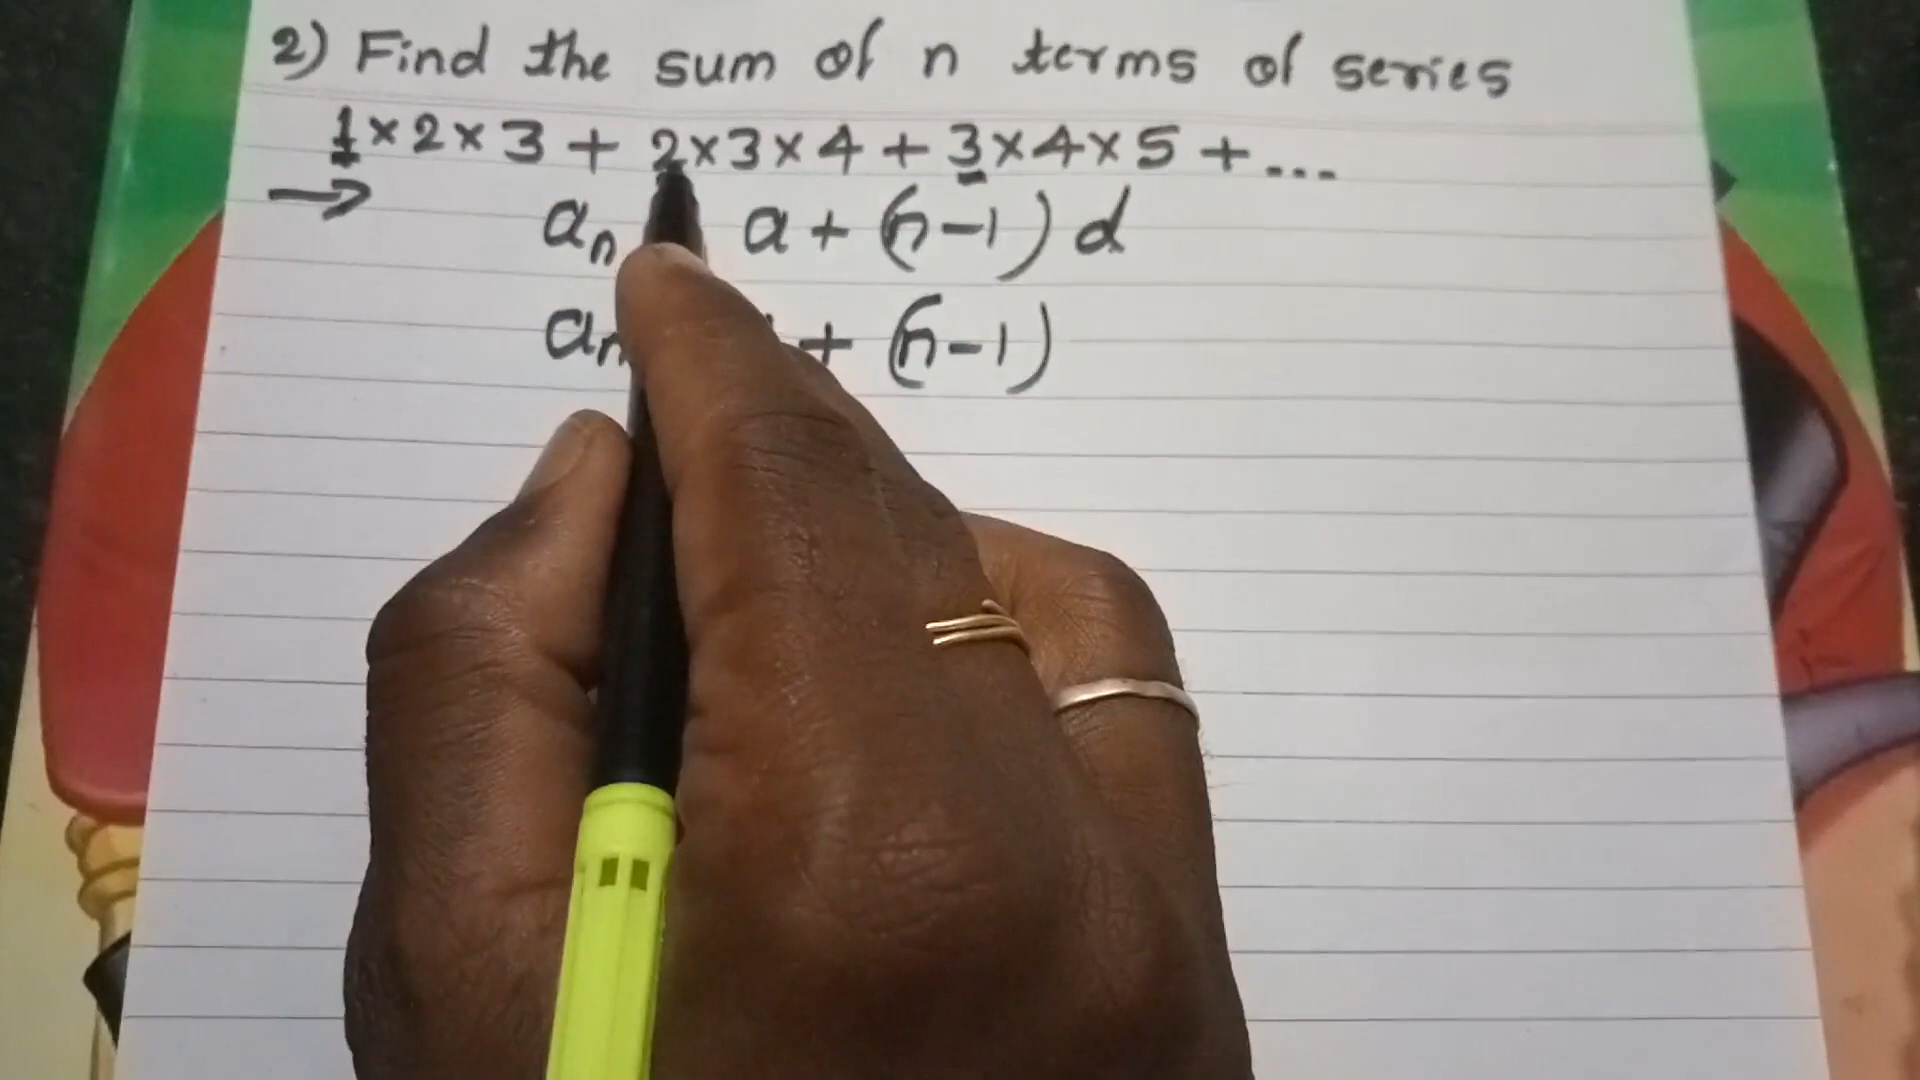 2) Find the sum of n terms of series
1×2×3 + 2×3×4 + 3×4×5 + ...
→ aₙ a + (n-1) d
aₙ + (n-1)